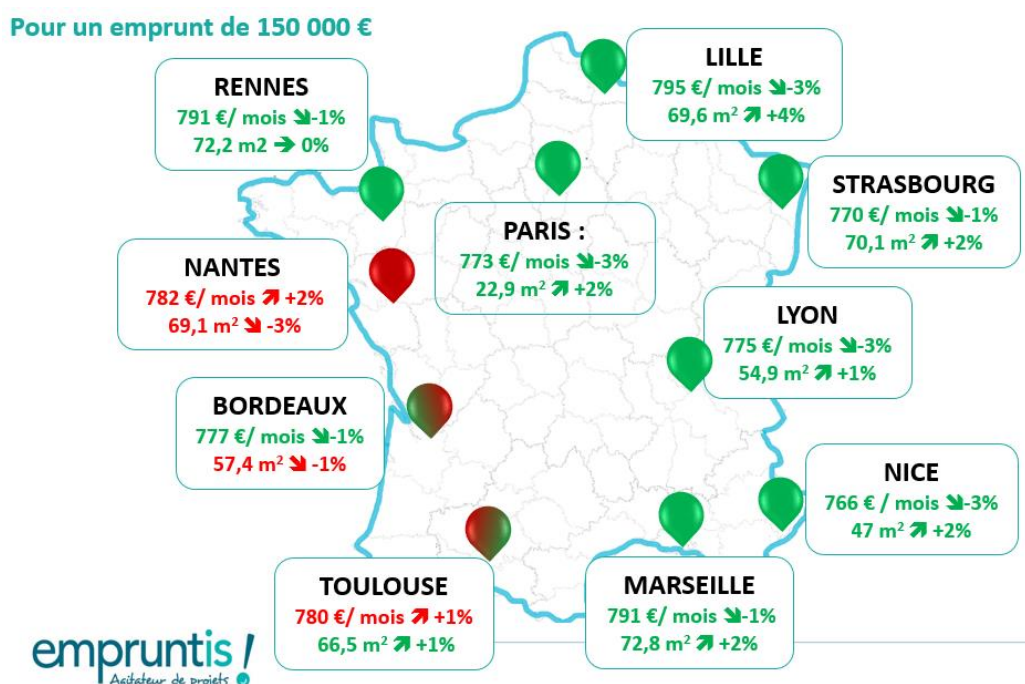 Pour un emprunt de 150 000 €
LILLE
795 €/ mois ➘-3%
69,6 m² ➚ +4%
RENNES
791 €/ mois ➘-1%
72,2 m2 ➔ 0%
STRASBOURG
770 €/ mois ➘-1%
70,1 m² ➚ +2%
PARIS :
773 €/ mois ➘-3%
22,9 m² ➚ +2%
NANTES
782 €/ mois ➚ +2%
69,1 m² ➘ -3%
LYON
775 €/ mois ➘-3%
54,9 m² ➚ +1%
BORDEAUX
777 €/ mois ➘-1%
57,4 m² ➘ -1%
NICE
766 € / mois ➘-3%
47 m² ➚ +2%
TOULOUSE
780 €/ mois ➚ +1%
66,5 m² ➚ +1%
MARSEILLE
791 €/ mois ➘-1%
72,8 m² ➚ +2%
empruntis !
Agitateur de projets